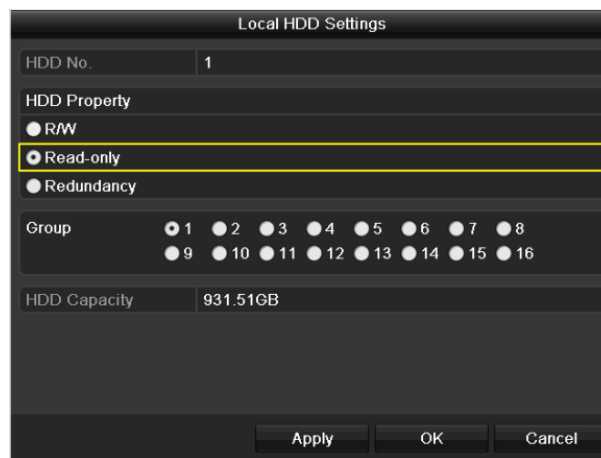 Local HDD Settings
HDD No. 1
HDD Property
R/W
Read-only
Redundancy
Group 1 2 3 4 5 6 7 8
9 10 11 12 13 14 15 16
HDD Capacity 931.51GB
Apply OK Cancel